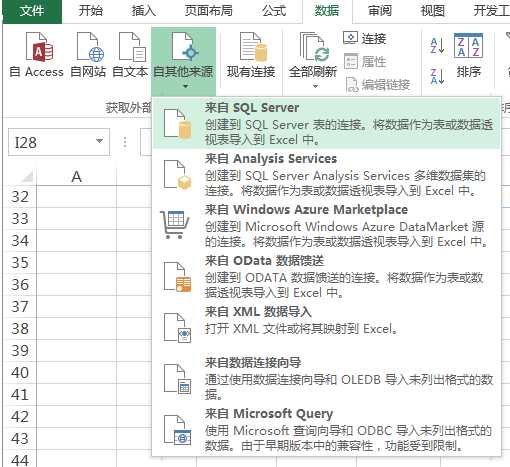 文件 开始 插入 页面布局 公式 数据 审阅 视图 开发工
自 Access 自网站 自文本 自其他来源 现有连接 全部刷新 连接 属性 编辑链接 排序
获取外部
I28
A
来自 SQL Server
创建到 SQL Server 表的连接。将数据作为表或数据透
视表导入到 Excel 中。
来自 Analysis Services
创建到 SQL Server Analysis Services 多维数据集的
连接。将数据作为表或数据透视表导入到 Excel 中。
来自 Windows Azure Marketplace
创建到 Microsoft Windows Azure DataMarket 源
的连接。将数据作为表或数据透视表导入到 Excel 中。
来自 OData 数据馈送
创建到 ODATA 数据馈送的连接。将数据作为表或数
据透视表导入到 Excel 中。
来自 XML 数据导入
打开 XML 文件或将其映射到 Excel。
来自数据连接向导
通过使用数据连接向导和 OLEDB 导入未列出格式的数
据。
来自 Microsoft Query
使用 Microsoft 查询向导和 ODBC 导入未列出格式的
数据。由于早期版本中的兼容性，功能受到限制。
32
33
34
35
36
37
38
39
40
41
42
43
44